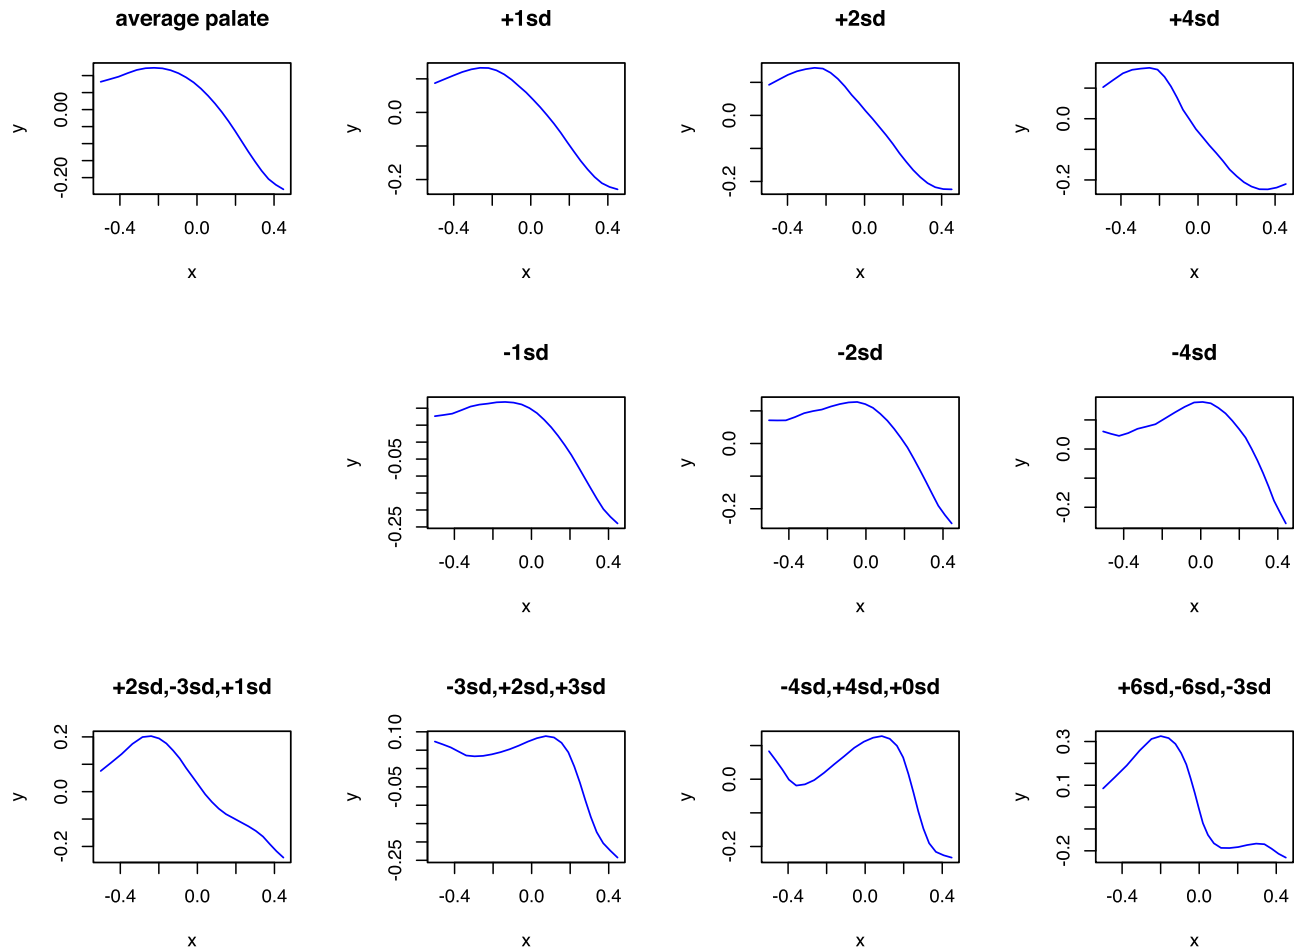 average palate
+1sd
+2sd
+4sd
y
0.00
-0.20
y
0.0
-0.2
y
0.0
-0.2
y
0.0
-0.2
-0.4 0.0 0.4
-0.4 0.0 0.4
-0.4 0.0 0.4
-0.4 0.0 0.4
x
x
x
x
-1sd
-2sd
-4sd
y
-0.05
-0.25
y
0.0
-0.2
y
0.0
-0.2
-0.4 0.0 0.4
-0.4 0.0 0.4
-0.4 0.0 0.4
x
x
x
+2sd,-3sd,+1sd
-3sd,+2sd,+3sd
-4sd,+4sd,+0sd
+6sd,-6sd,-3sd
y
0.2
0.0
-0.2
y
0.10
-0.05
-0.25
y
0.0
-0.2
y
0.3
0.1
-0.2
-0.4 0.0 0.4
-0.4 0.0 0.4
-0.4 0.0 0.4
-0.4 0.0 0.4
x
x
x
x